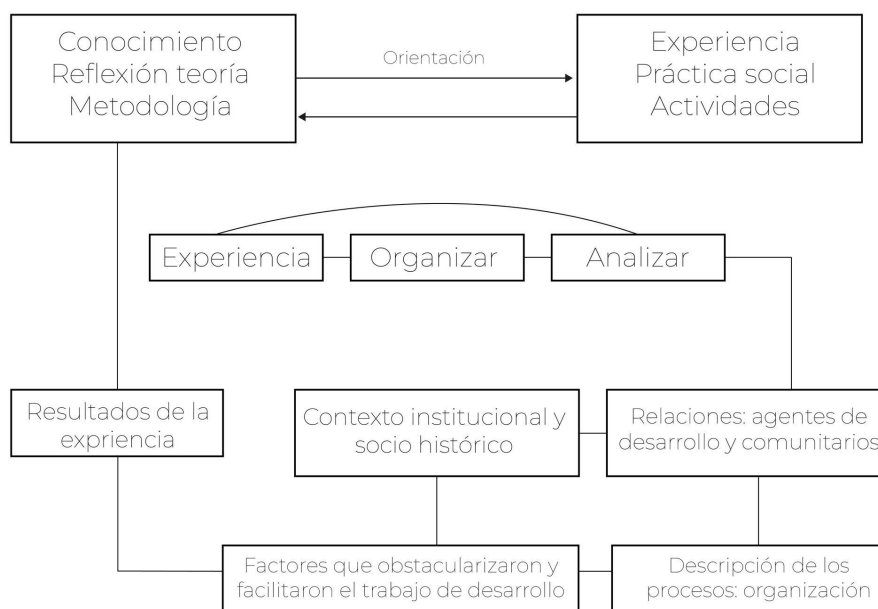 Conocimiento
Reflexión teoría
Metodología
Orientación
Experiencia
Práctica social
Actividades
Experiencia
Organizar
Analizar
Resultados de la
expriencia
Contexto institucional y
socio histórico
Relaciones: agentes de
desarrollo y comunitarios
Factores que obstacularizaron y
facilitaron el trabajo de desarrollo
Descripción de los
procesos: organización